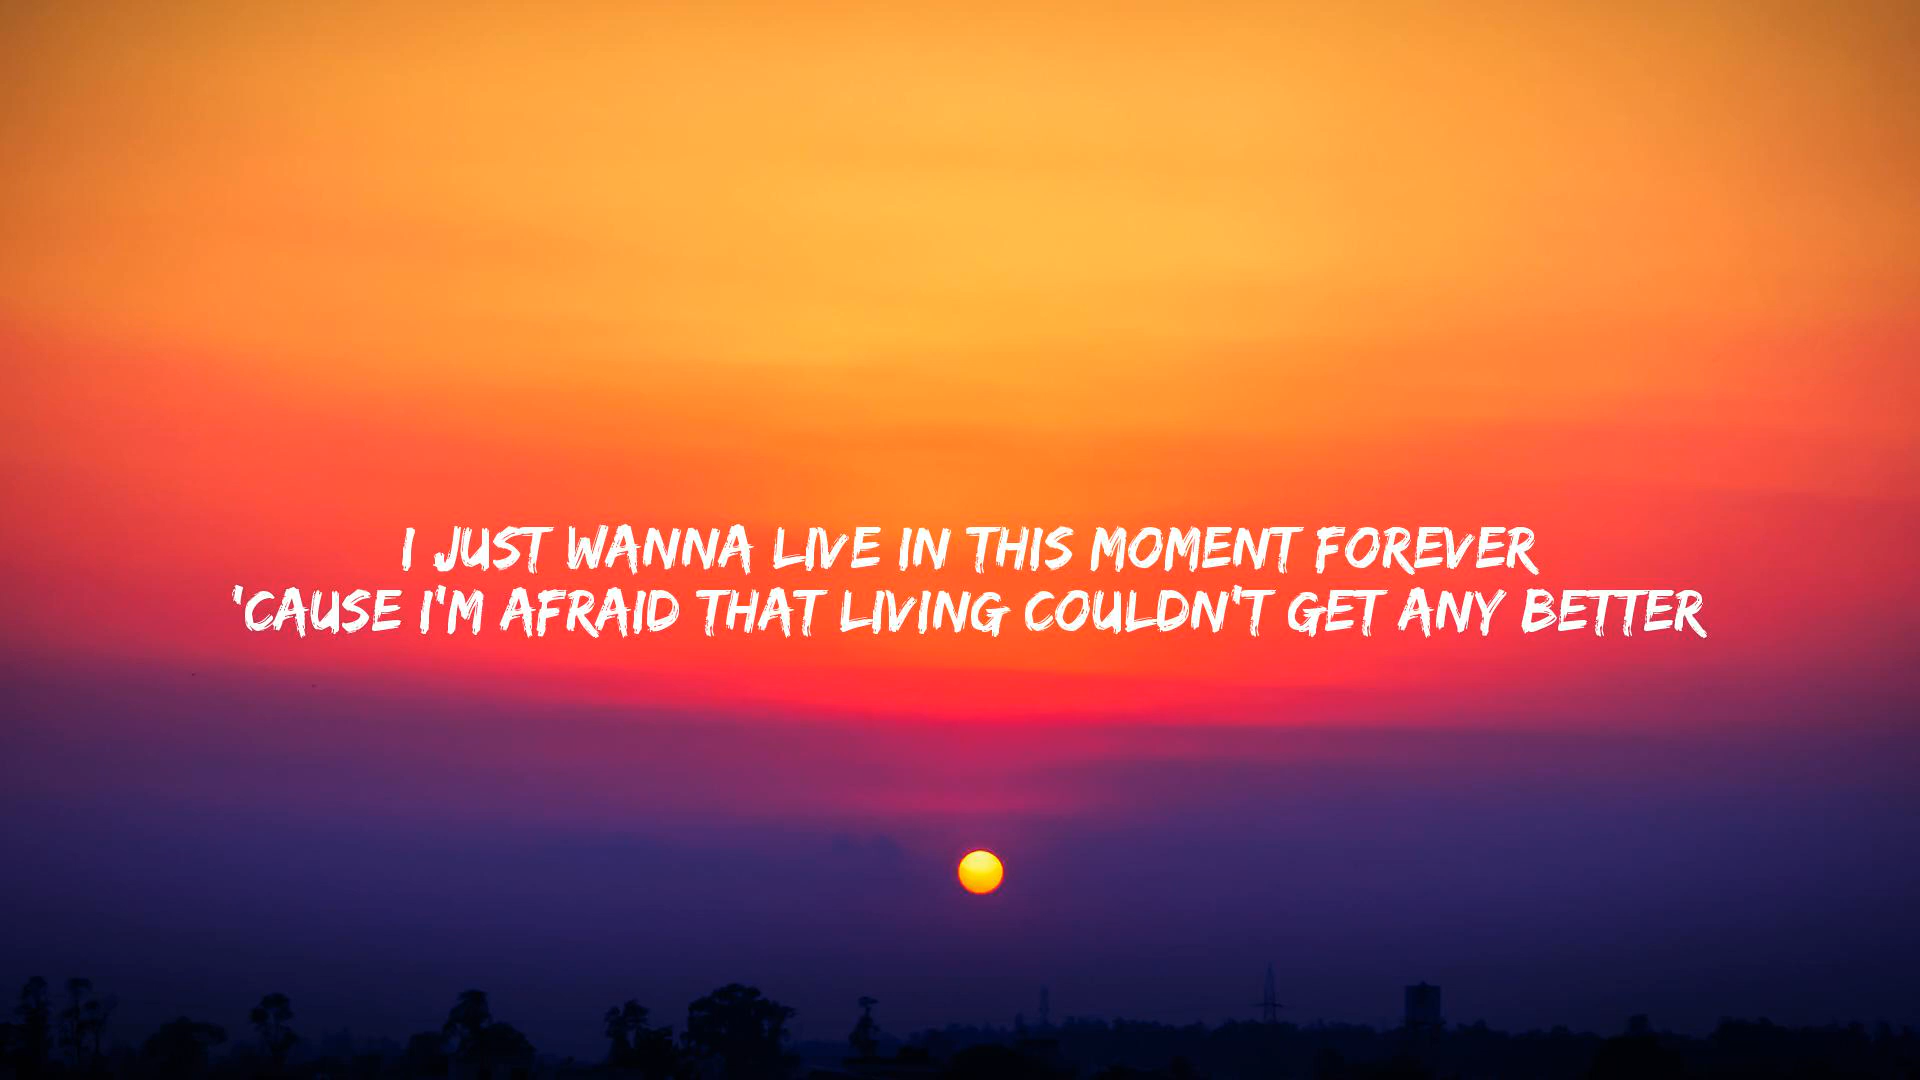 I JUST WANNA LIVE IN THIS MOMENT FOREVER
'CAUSE I'M AFRAID THAT LIVING COULDN'T GET ANY BETTER